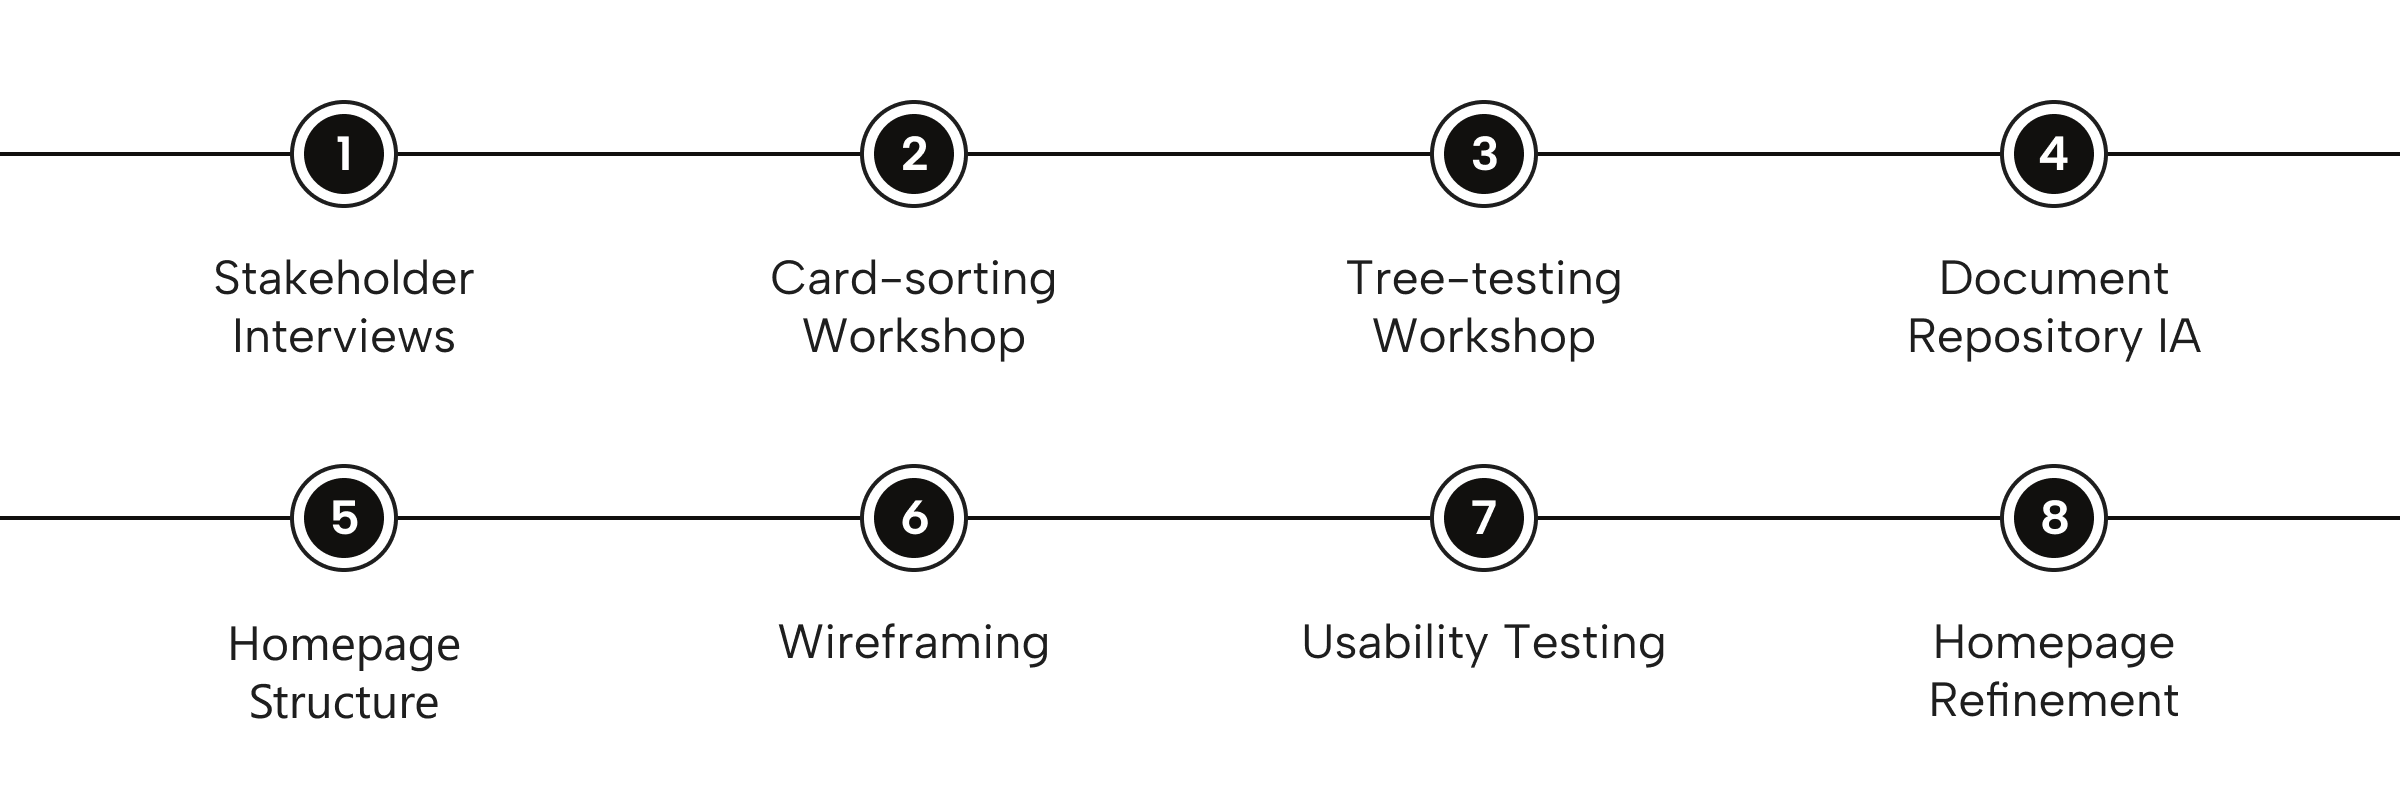 1
2
3
4
Stakeholder
Interviews
Card-sorting
Workshop
Tree-testing
Workshop
Document
Repository IA
5
6
7
8
Homepage
Structure
Wireframing
Usability Testing
Homepage
Refinement